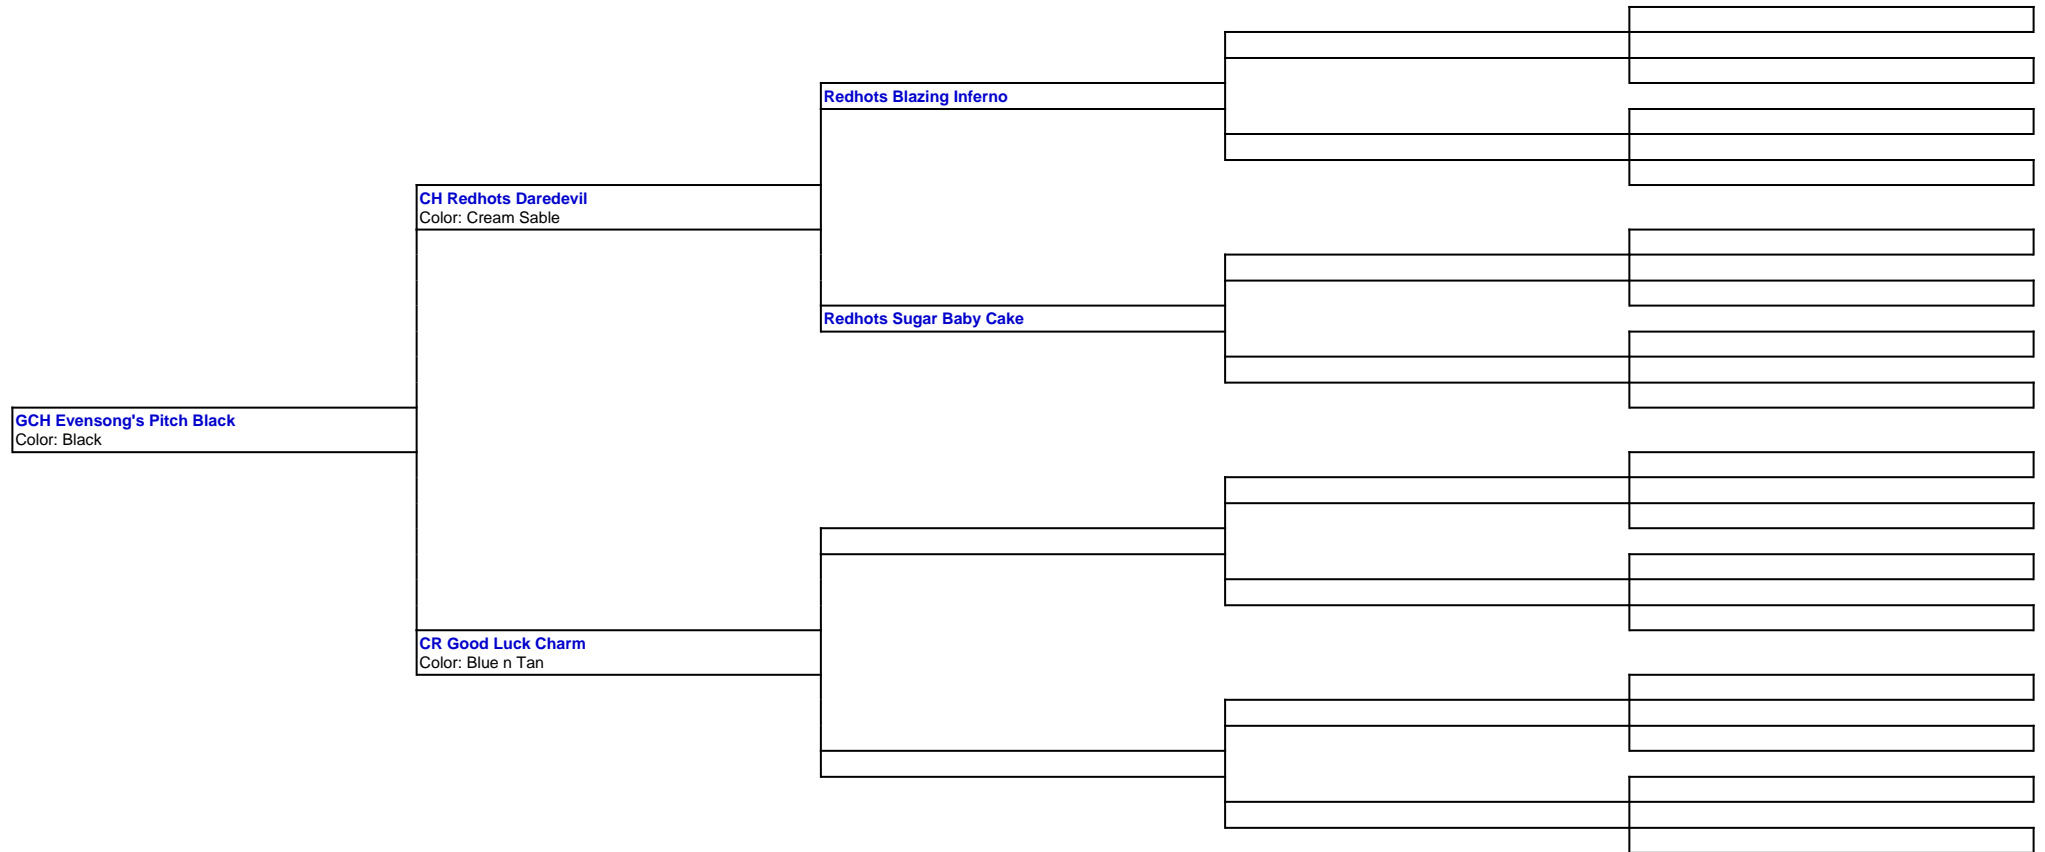 Redhots Blazing Inferno
CH Redhots Daredevil
Color: Cream Sable
Redhots Sugar Baby Cake
GCH Evensong's Pitch Black
Color: Black
CR Good Luck Charm
Color: Blue n Tan